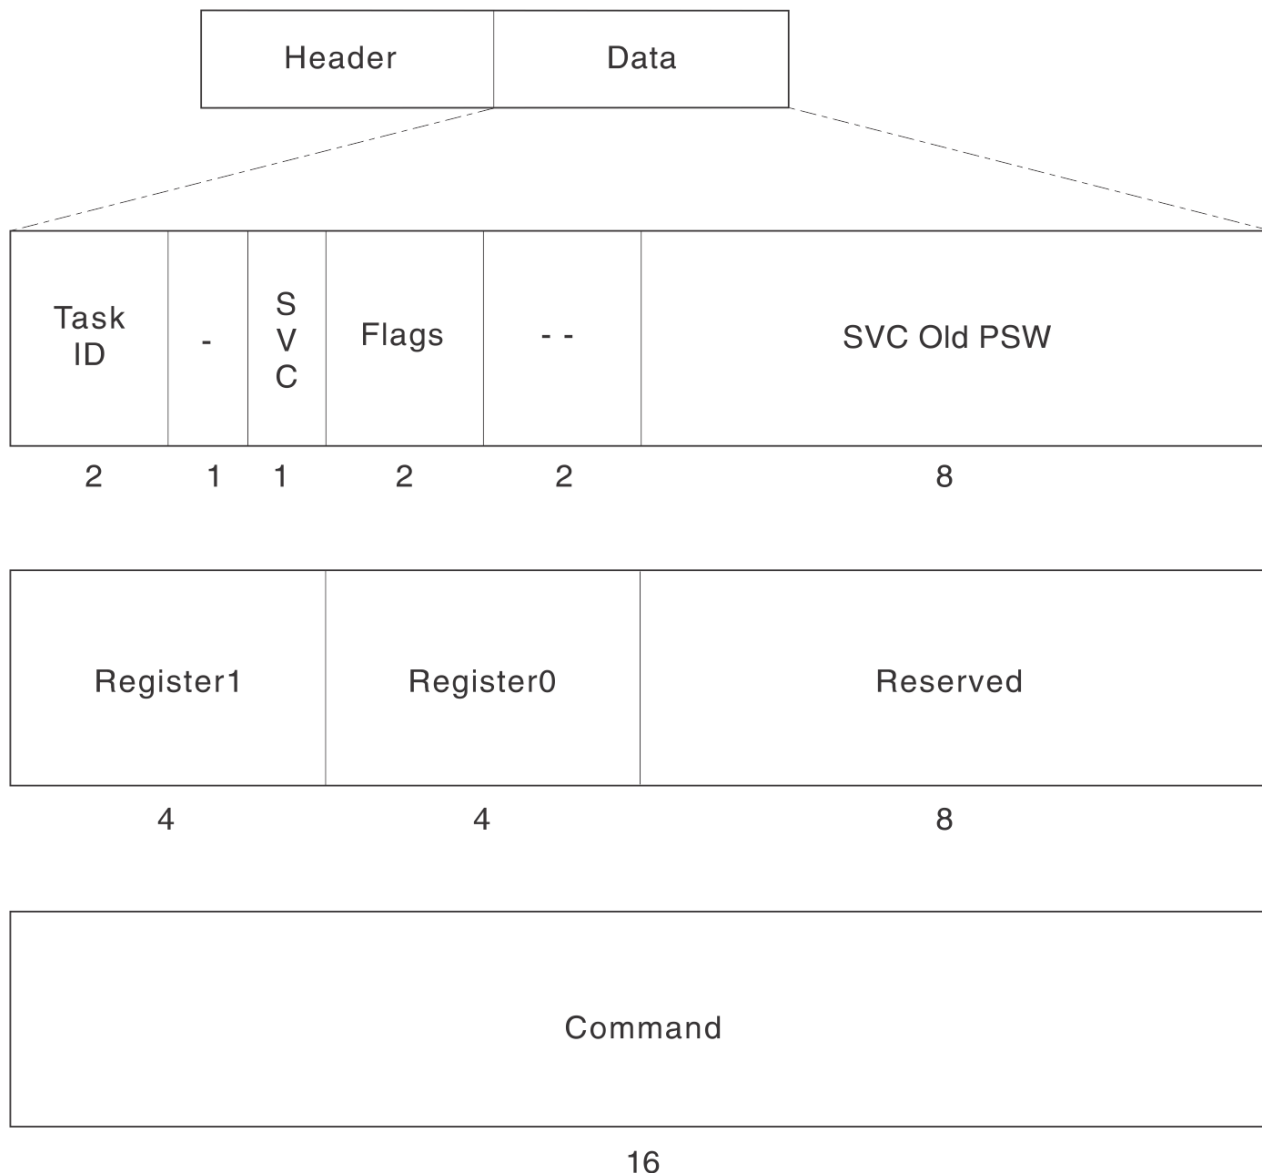 Header Data
Task
ID
-
S
V
C
Flags
- -
SVC Old PSW
2 1 1 2 2 8
Register1 Register0 Reserved
4 4 8
Command
16